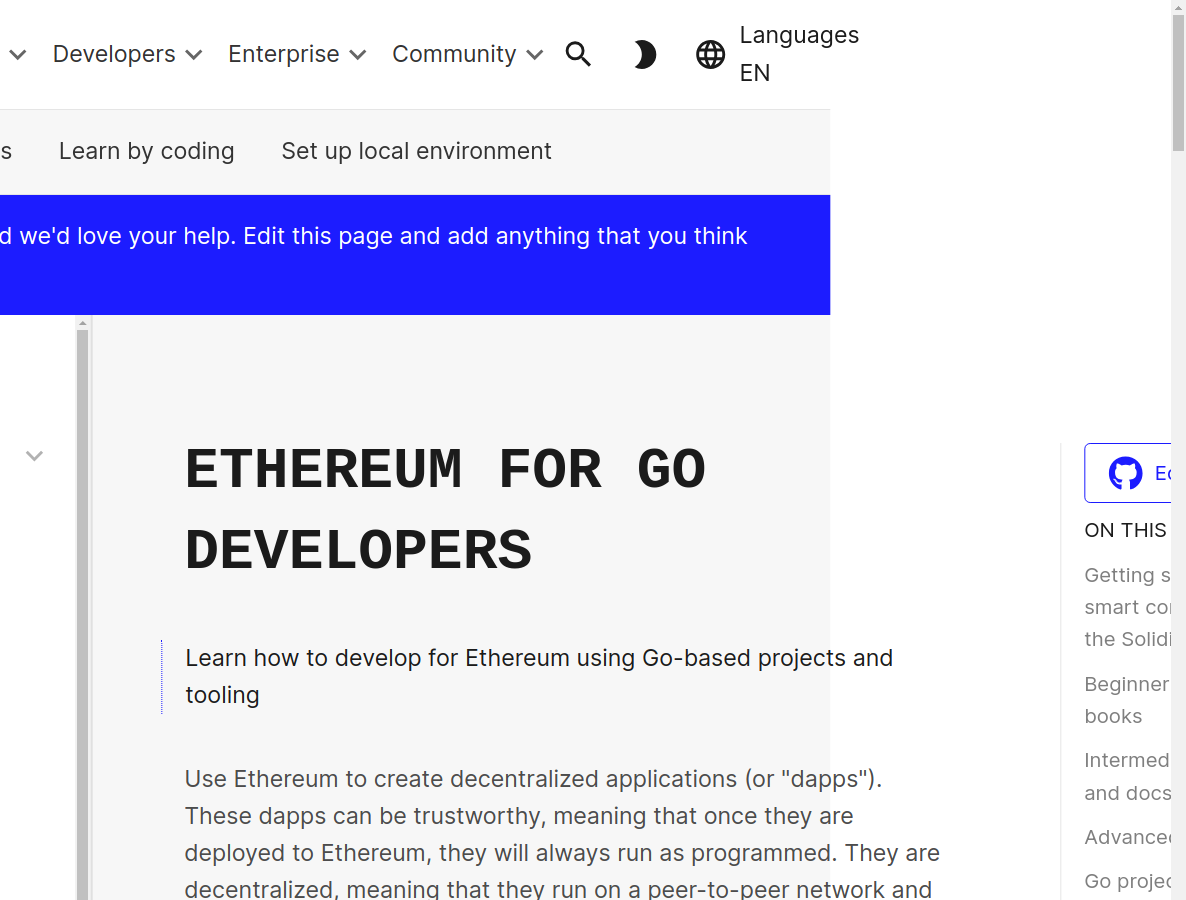 Developers Enterprise Community Languages
EN
s Learn by coding Set up local environment
d we'd love your help. Edit this page and add anything that you think
ETHEREUM FOR GO
DEVELOPERS
Learn how to develop for Ethereum using Go-based projects and
tooling
Use Ethereum to create decentralized applications (or "dapps").
These dapps can be trustworthy, meaning that once they are
deployed to Ethereum, they will always run as programmed. They are
decentralized, meaning that they run on a peer-to-peer network and
ON THIS
Getting s
smart co
the Solid
Beginner
books
Intermed
and docs
Advance
Go proje